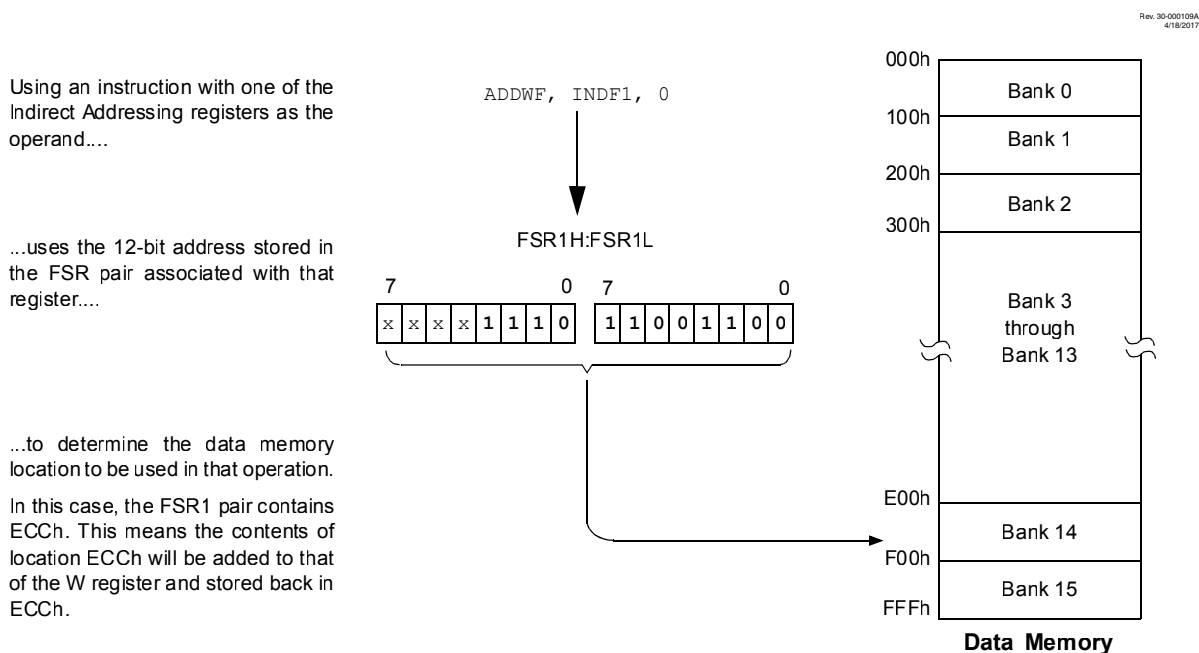 Rev. 30-000109A
4/18/2017
Using an instruction with one of the
Indirect Addressing registers as the
operand....
ADDWF, INDF1, 0
...uses the 12-bit address stored in
the FSR pair associated with that
register....
FSR1H:FSR1L
7 0 7 0
x x x x 1 1 1 0 1 1 0 0 1 1 0 0
...to determine the data memory
location to be used in that operation.
In this case, the FSR1 pair contains
ECCh. This means the contents of
location ECCh will be added to that
of the W register and stored back in
ECCh.
000h
Bank 0
100h
Bank 1
200h
Bank 2
300h
Bank 3
through
Bank 13
E00h
Bank 14
F00h
Bank 15
FFFh
Data Memory